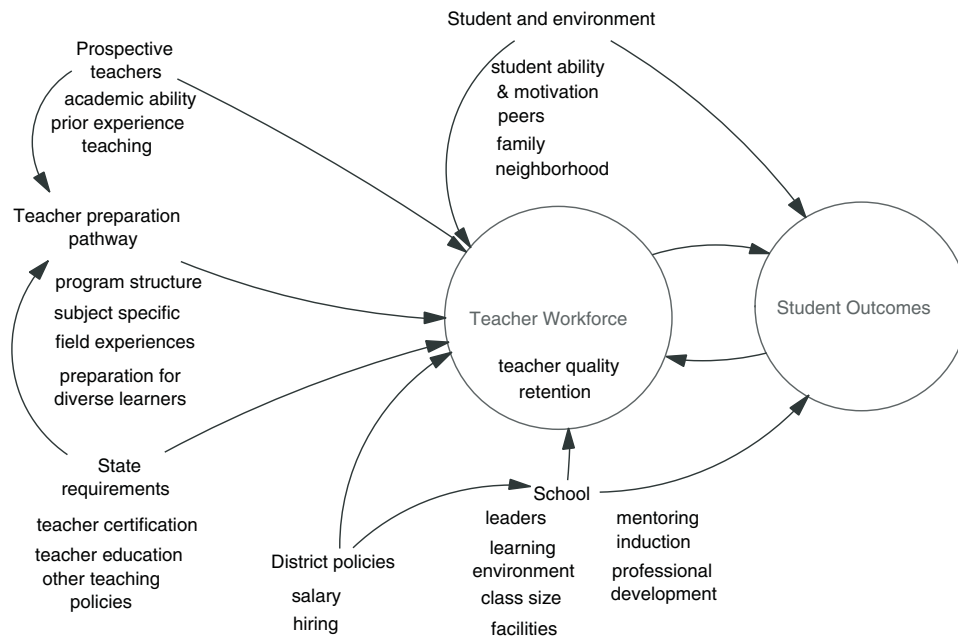 Student and environment
student ability
& motivation
peers
family
neighborhood
Prospective
teachers
academic ability
prior experience
teaching
Teacher preparation
pathway
program structure
subject specific
field experiences
preparation for
diverse learners
Teacher Workforce
teacher quality
retention
Student Outcomes
State
requirements
teacher certification
teacher education
other teaching
policies
District policies
salary
hiring
School
leaders
learning
environment
class size
facilities
mentoring
induction
professional
development